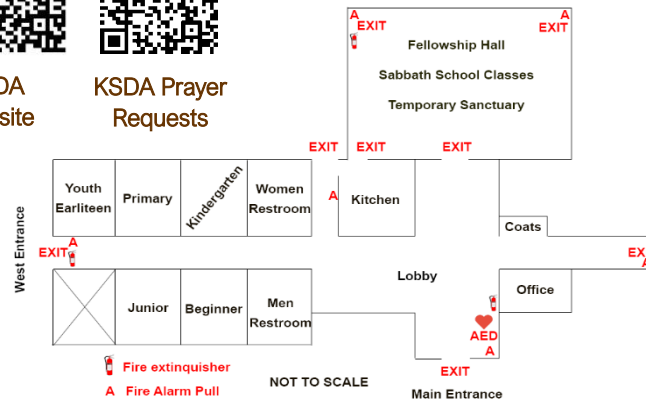 DA
site
KSDA Prayer
Requests
A
EXIT
A
EXIT
Fellowship Hall
Sabbath School Classes
Temporary Sanctuary
EXIT
EXIT
EXIT
Youth
Earliteen
Primary
Kindergarten
Women
Restroom
A
Kitchen
Coats
West Entrance
EXIT
A
Lobby
EX
A
Junior
Beginner
Men
Restroom
Office
AED
A
EXIT
Main Entrance
Fire extinguisher
A Fire Alarm Pull
NOT TO SCALE